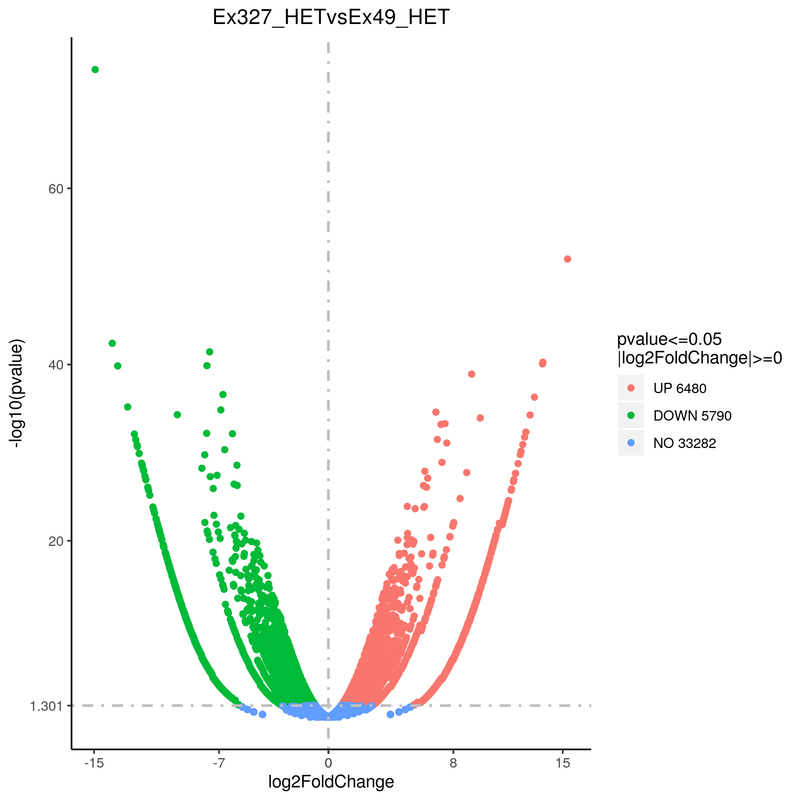 Ex327_HETvsEx49_HET
60
40
20
1.301
-log10(pvalue)
-15
-7
0
8
15
log2FoldChange
pvalue<=0.05
|log2FoldChange|>=0
UP 6480
DOWN 5790
NO 33282